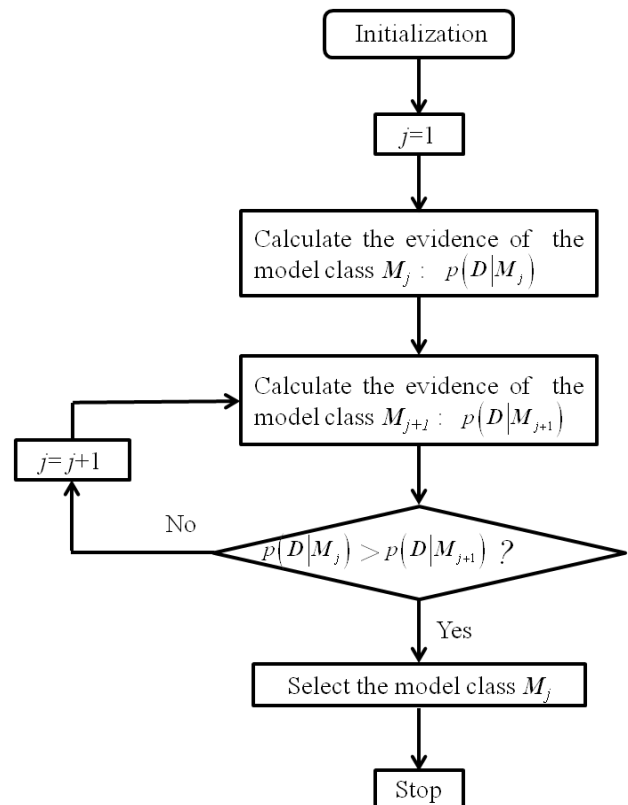 Initialization
j=1
Calculate the evidence of the
model class M_j : p(D|M_j)
Calculate the evidence of the
model class M_{j+1} : p(D|M_{j+1})
j=j+1
No
p(D|M_j) > p(D|M_{j+1}) ?
Yes
Select the model class M_j
Stop